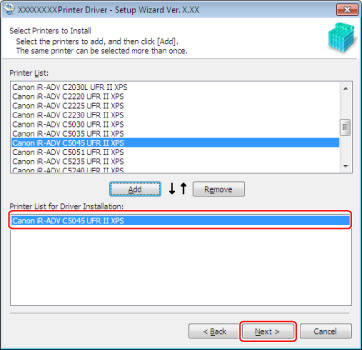 XXXXXXXXPrinter Driver - Setup Wizard Ver. X.XX
Select Printers to Install
Select the printers to add, and then click [Add].
The same printer can be selected more than once.
Printer List:
Canon iR-ADV C2030L UFR II XPS
Canon iR-ADV C2220 UFR II XPS
Canon iR-ADV C2225 UFR II XPS
Canon iR-ADV C2230 UFR II XPS
Canon iR-ADV C5030 UFR II XPS
Canon iR-ADV C5035 UFR II XPS
Canon iR-ADV C5045 UFR II XPS
Canon iR-ADV C5051 UFR II XPS
Canon iR-ADV C5235 UFR II XPS
Canon iR-ADV C5240 UFR II XPS
Add
Remove
Printer List for Driver Installation:
Canon iR-ADV C5045 UFR II XPS
< Back
Next >
Cancel